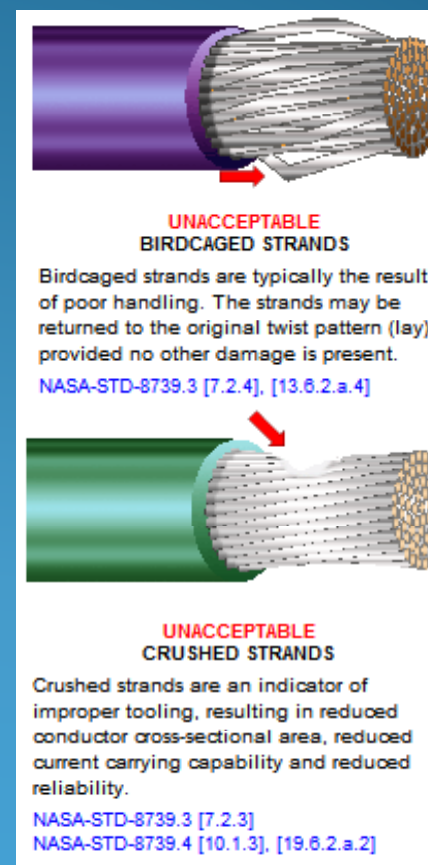 UNACCEPTABLE
BIRDCAGED STRANDS
Birdcaged strands are typically the result
of poor handling. The strands may be
returned to the original twist pattern (lay)
provided no other damage is present.
NASA-STD-8739.3 [7.2.4], [13.6.2.a.4]
UNACCEPTABLE
CRUSHED STRANDS
Crushed strands are an indicator of
improper tooling, resulting in reduced
conductor cross-sectional area, reduced
current carrying capability and reduced
reliability.
NASA-STD-8739.3 [7.2.3]
NASA-STD-8739.4 [10.1.3], [19.6.2.a.2]